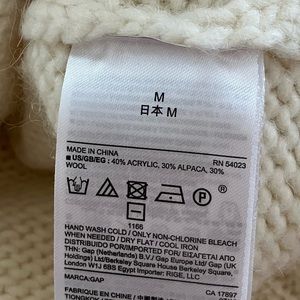 M
日本 M
MADE IN CHINA RN 54023
US/GB/EG: 40% ACRYLIC, 30% ALPACA, 30%
WOOL
1166
HAND WASH COLD / ONLY NON-CHLORINE BLEACH
WHEN NEEDED / DRY FLAT / COOL IRON
DISTRIBUIDO POR/IMPORTADO POR/ΕΙΣΑΓΕΤΑΙ ΑΠΟ
THN: Gap (Netherlands) B.V., Gap Europe (UK
Holdings) Ltd/Berkeley Square House Berkeley Square,
London W1J 6BS Egypt Importer: RIGE, LLC
MARCA:GAP
CA 17897
FABRIQUE EN CHINE /